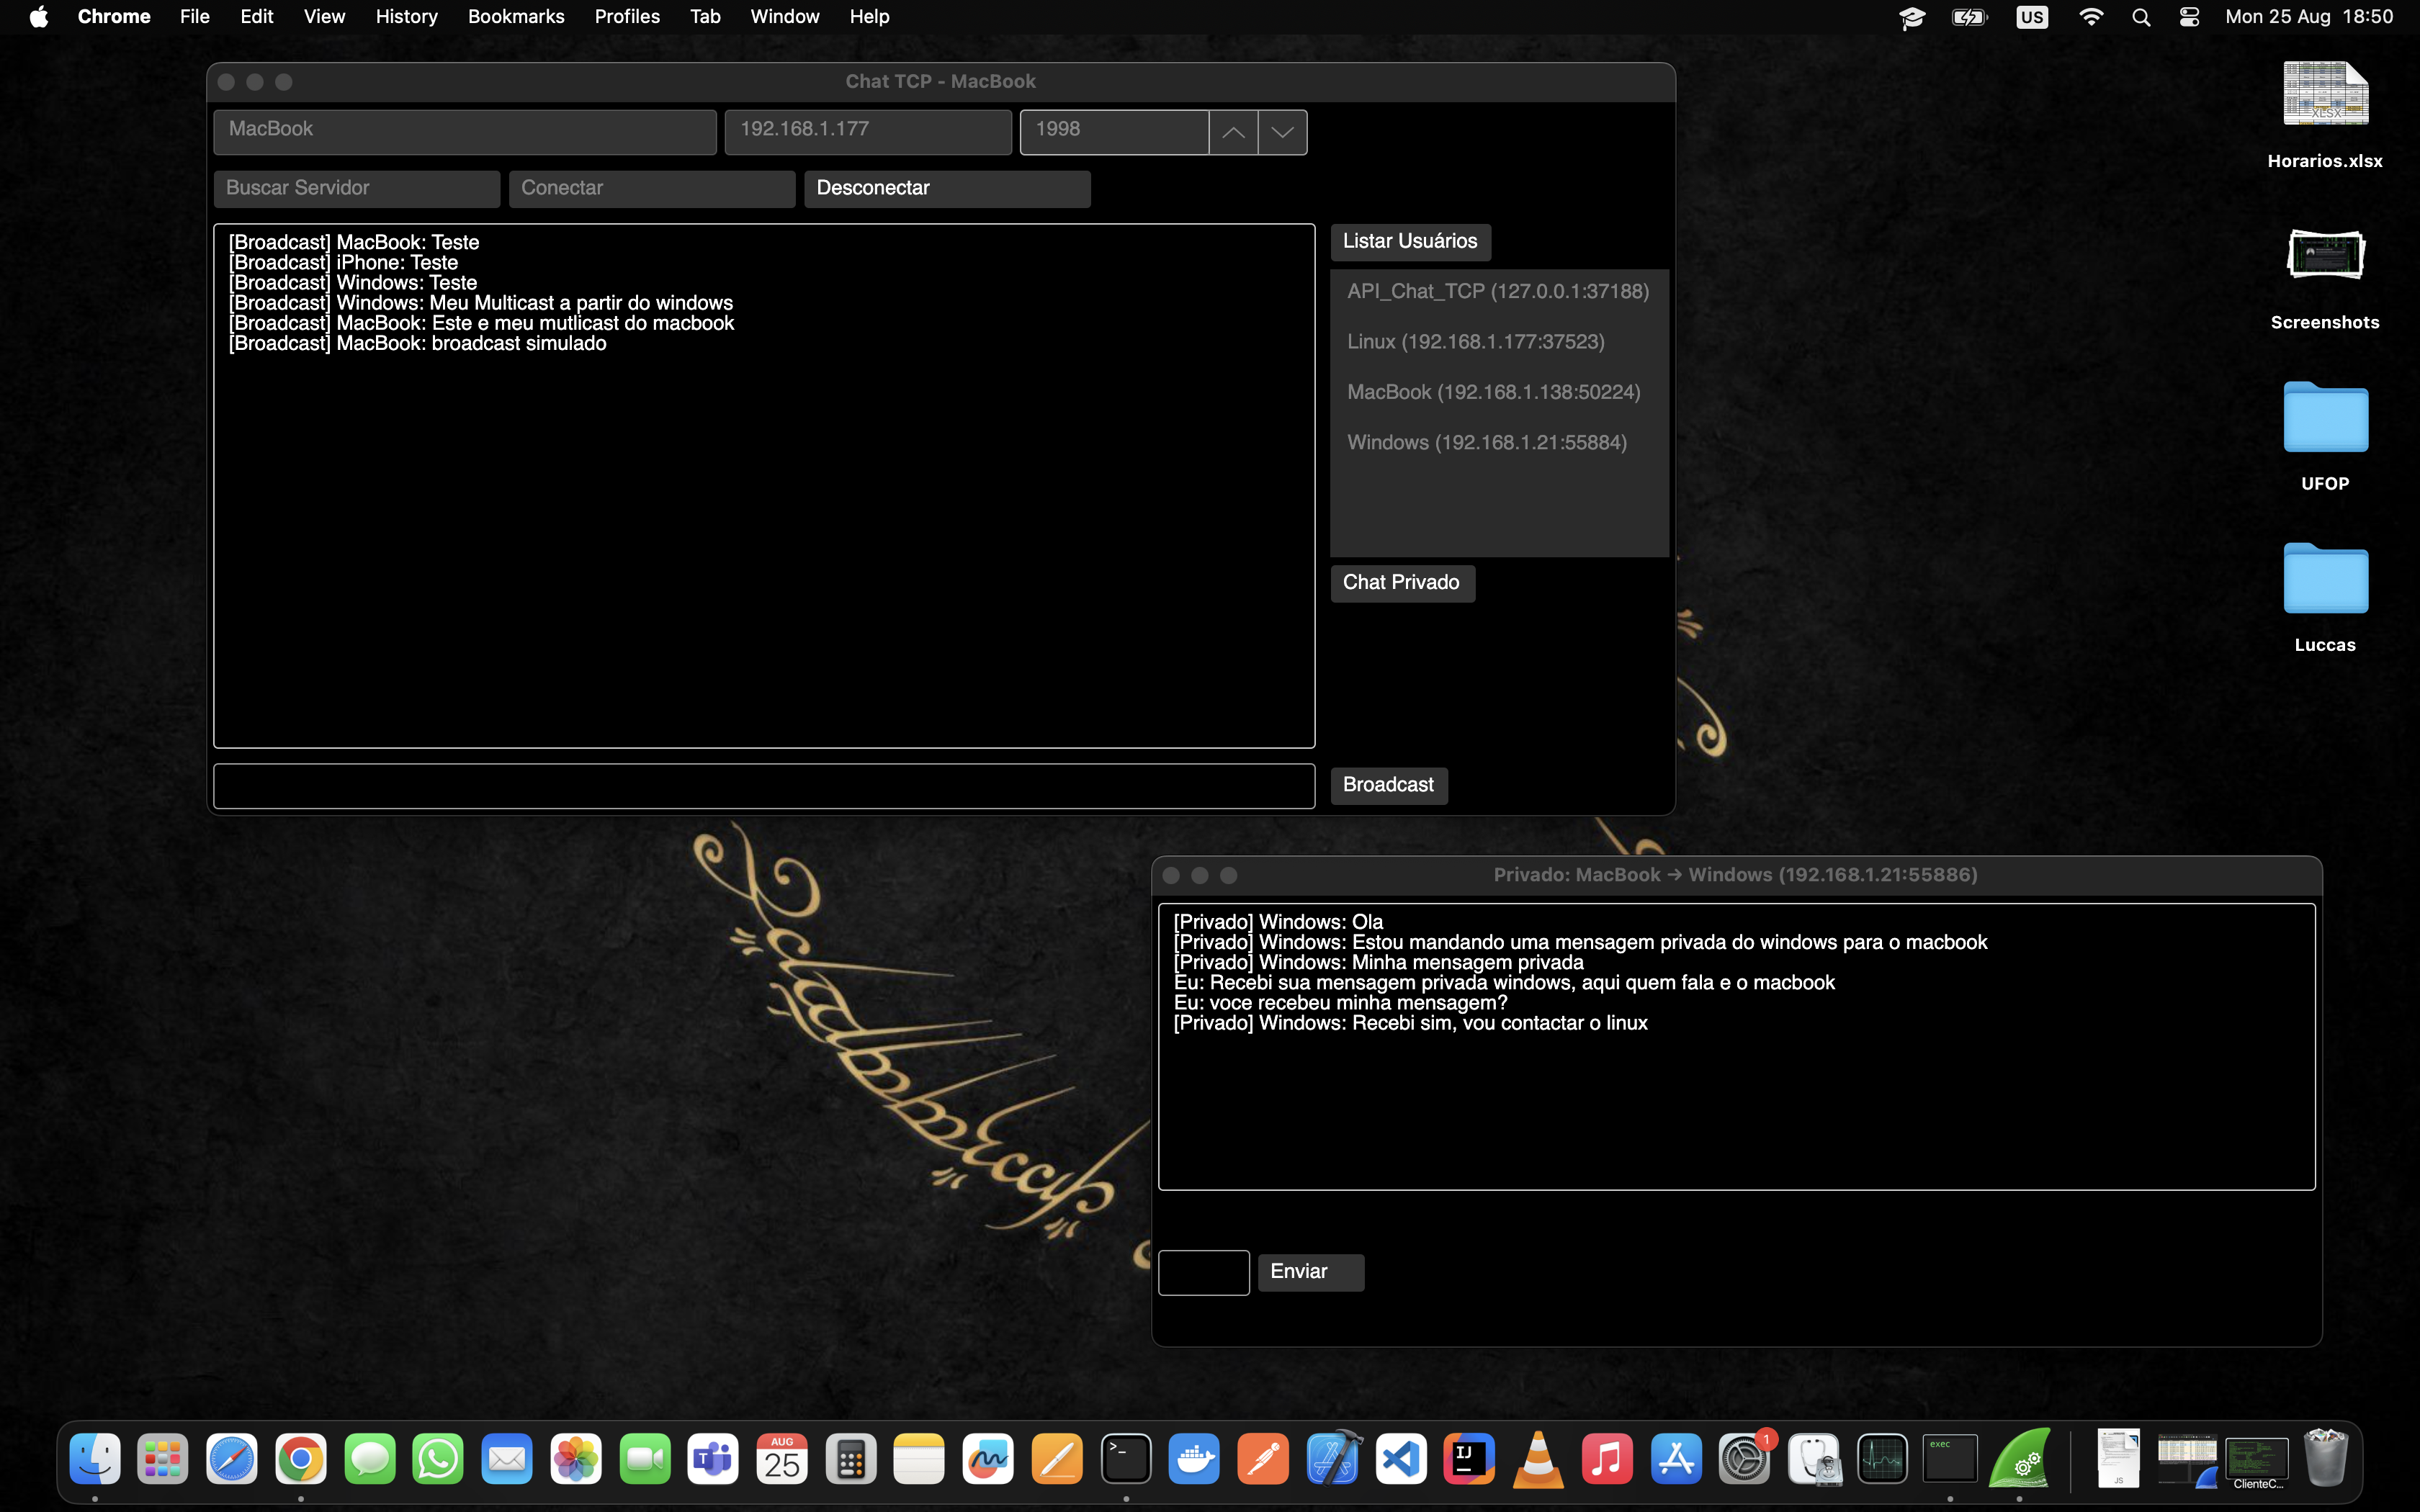 Chrome File Edit View History Bookmarks Profiles Tab Window Help
US Mon 25 Aug 18:50
Chat TCP - MacBook
MacBook 192.168.1.177 1998
Buscar Servidor Conectar Desconectar
[Broadcast] MacBook: Teste
[Broadcast] iPhone: Teste
[Broadcast] Windows: Teste
[Broadcast] Windows: Meu Multicast a partir do windows
[Broadcast] MacBook: Este e meu mutlicast do macbook
[Broadcast] MacBook: broadcast simulado
Listar Usuários
API_Chat_TCP (127.0.0.1:37188)
Linux (192.168.1.177:37523)
MacBook (192.168.1.138:50224)
Windows (192.168.1.21:55884)
Chat Privado
Broadcast
XLSX
Horarios.xlsx
Screenshots
UFOP
Luccas
Privado: MacBook → Windows (192.168.1.21:55886)
[Privado] Windows: Ola
[Privado] Windows: Estou mandando uma mensagem privada do windows para o macbook
[Privado] Windows: Minha mensagem privada
Eu: Recebi sua mensagem privada windows, aqui quem fala e o macbook
Eu: voce recebeu minha mensagem?
[Privado] Windows: Recebi sim, vou contactar o linux
Enviar
AUG
25
IJ
1
exec
JS
ClienteC...